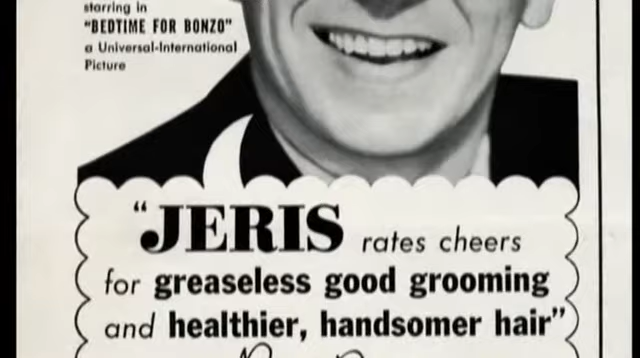 starring in
"BEDTIME FOR BONZO"
a Universal-International
Picture
"JERIS rates cheers
for greaseless good grooming
and healthier, handsomer hair"